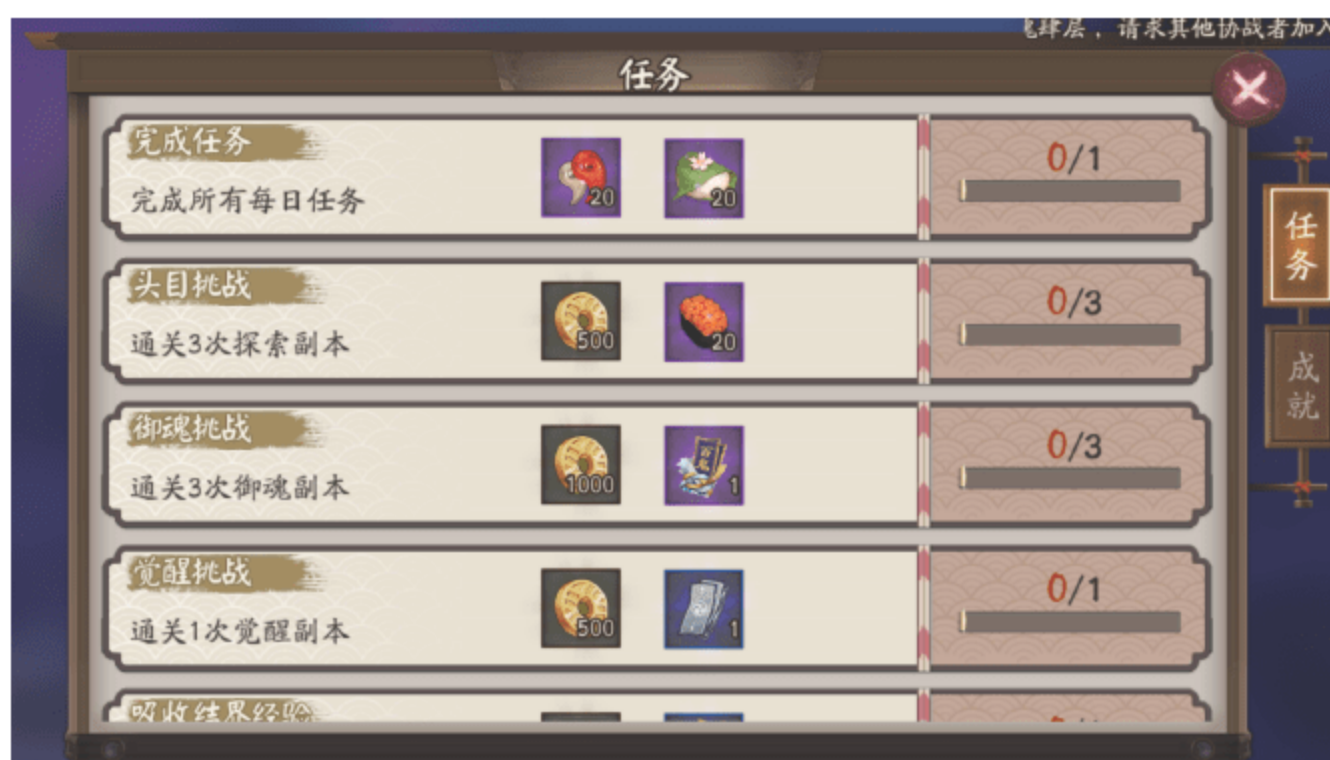 肆层，请求其他协战者加入
任务
完成任务
完成所有每日任务
20
20
0/1
头目挑战
通关3次探索副本
500
20
0/3
御魂挑战
通关3次御魂副本
1000
百鬼
1
0/3
觉醒挑战
通关1次觉醒副本
500
1
0/1
吸收结界经验
任务
成就